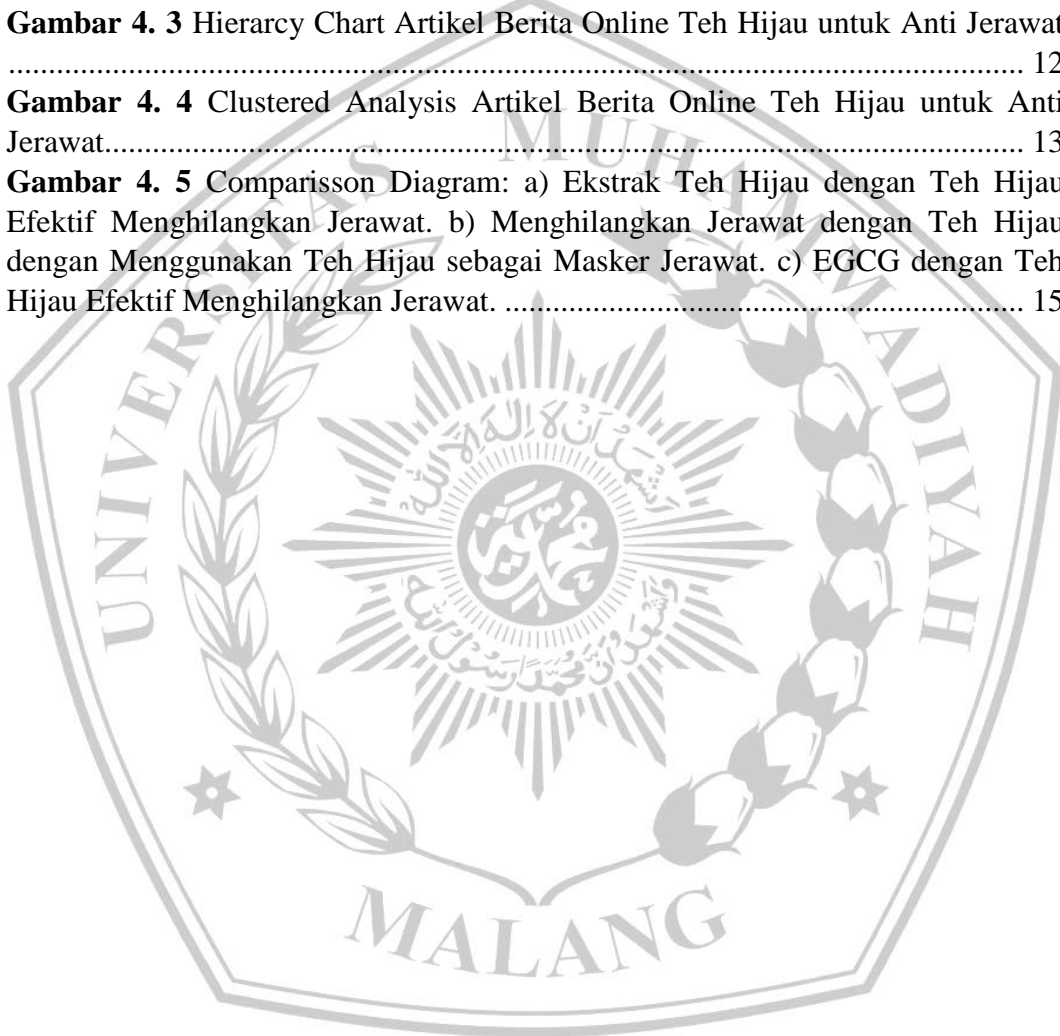 Gambar 4. 3 Hierarcy Chart Artikel Berita Online Teh Hijau untuk Anti Jerawat
............................................................................................................................... 12
Gambar 4. 4 Clustered Analysis Artikel Berita Online Teh Hijau untuk Anti
Jerawat................................................................................................................... 13
Gambar 4. 5 Comparisson Diagram: a) Ekstrak Teh Hijau dengan Teh Hijau
Efektif Menghilangkan Jerawat. b) Menghilangkan Jerawat dengan Teh Hijau
dengan Menggunakan Teh Hijau sebagai Masker Jerawat. c) EGCG dengan Teh
Hijau Efektif Menghilangkan Jerawat. ................................................................. 15
UNIVERSITAS MUHAMMADIYAH
MALANG